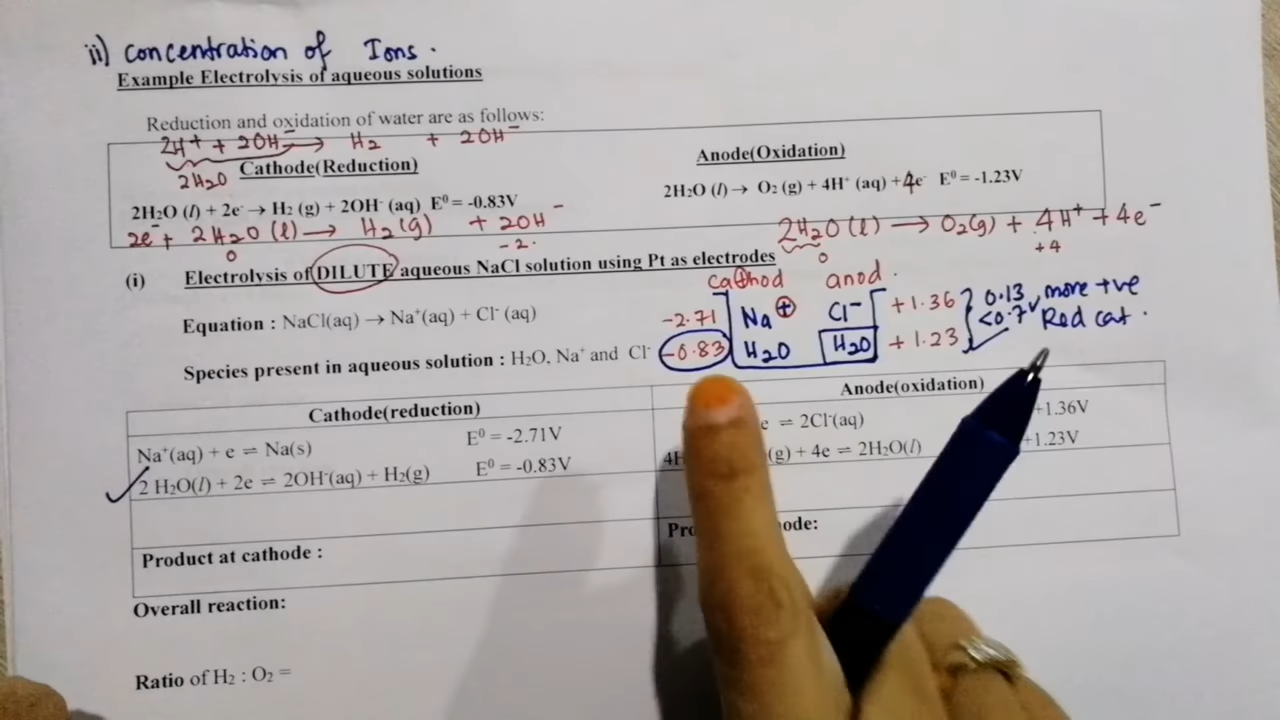 ii) Concentration of Ions.
Example Electrolysis of aqueous solutions
Reduction and oxidation of water are as follows:
2H⁺ + 2OH⁻ → H₂ + 2OH⁻
2H₂O
Cathode(Reduction)
Anode(Oxidation)
2H₂O (l) + 2e⁻ → H₂ (g) + 2OH⁻ (aq) E⁰ = -0.83V
2H₂O (l) → O₂ (g) + 4H⁺ (aq) + 4e⁻ E⁰ = -1.23V
2e⁻ + 2H₂O (l) → H₂(g) + 2OH⁻
0 -2.
2H₂O (l) → O₂(g) + 4H⁺ + 4e⁻
0 +4
(i) Electrolysis of DILUTE aqueous NaCl solution using Pt as electrodes
cathod anod.
Equation : NaCl(aq) → Na⁺(aq) + Cl⁻ (aq)
-2.71 Na⁺ Cl⁻ +1.36 0.13 more +ve
<0.7V Red cat.
Species present in aqueous solution : H₂O, Na⁺ and Cl⁻
-0.83 H₂O H₂O +1.23
Cathode(reduction)
Anode(oxidation)
Na⁺(aq) + e ⇌ Na(s) E⁰ = -2.71V
e ⇌ 2Cl⁻(aq) +1.36V
2 H₂O(l) + 2e ⇌ 2OH⁻(aq) + H₂(g) E⁰ = -0.83V
4H (g) + 4e ⇌ 2H₂O(l) +1.23V
Product at cathode :
ode:
Overall reaction:
Ratio of H₂ : O₂ =